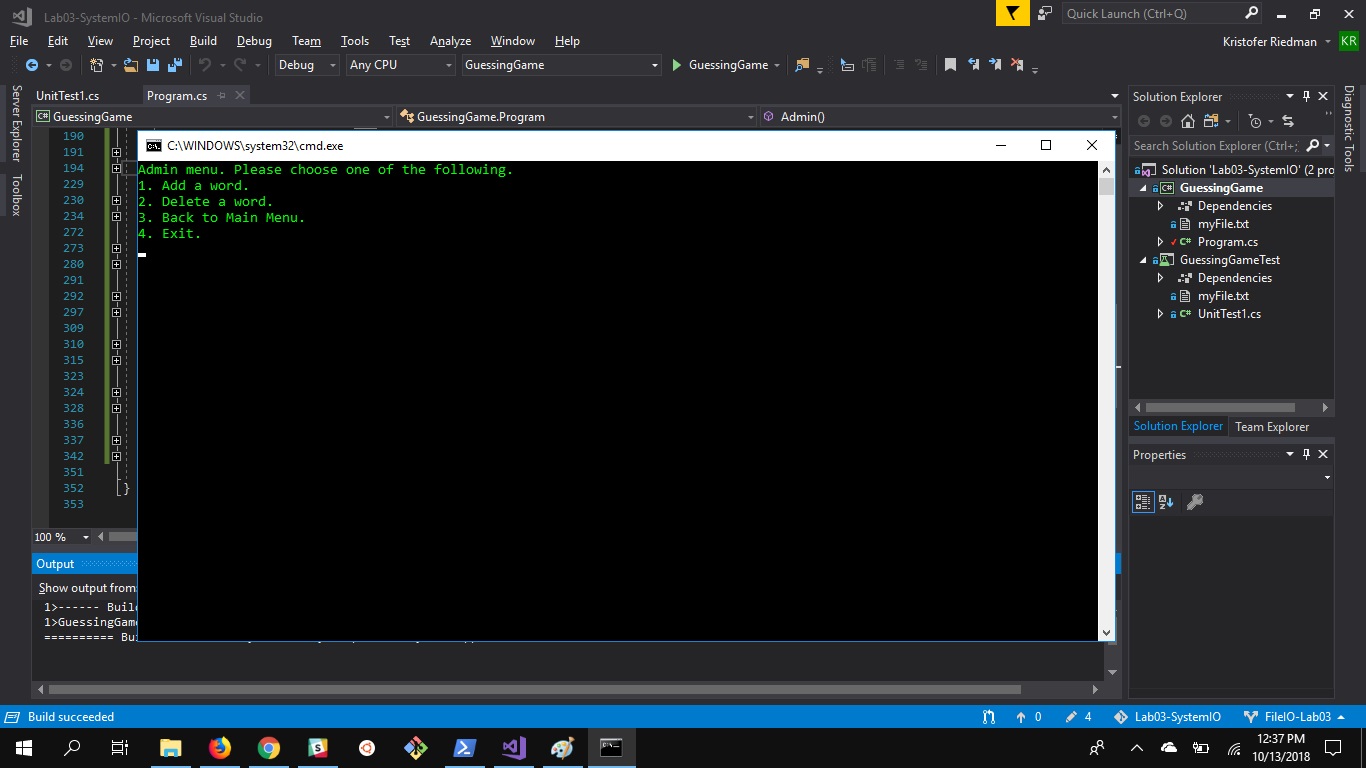 Lab03-SystemIO - Microsoft Visual Studio
Quick Launch (Ctrl+Q)
File Edit View Project Build Debug Team Tools Test Analyze Window Help
Kristofer Riedman KR
Debug Any CPU GuessingGame GuessingGame
Server Explorer
Toolbox
UnitTest1.cs Program.cs
GuessingGame GuessingGame.Program Admin()
190
191
194
229
230
234
272
273
280
291
292
297
309
310
315
323
324
328
336
337
342
351
352 }
353
C:\WINDOWS\system32\cmd.exe
Admin menu. Please choose one of the following.
1. Add a word.
2. Delete a word.
3. Back to Main Menu.
4. Exit.
100 %
Output
Show output from:
1>------ Build
1>GuessingGame
========== Bui
Solution Explorer
Search Solution Explorer (Ctrl+;
Solution 'Lab03-SystemIO' (2 pro
GuessingGame
Dependencies
myFile.txt
Program.cs
GuessingGameTest
Dependencies
myFile.txt
UnitTest1.cs
Solution Explorer Team Explorer
Properties
Diagnostic Tools
Build succeeded
0 4 Lab03-SystemIO FileIO-Lab03
12:37 PM
10/13/2018